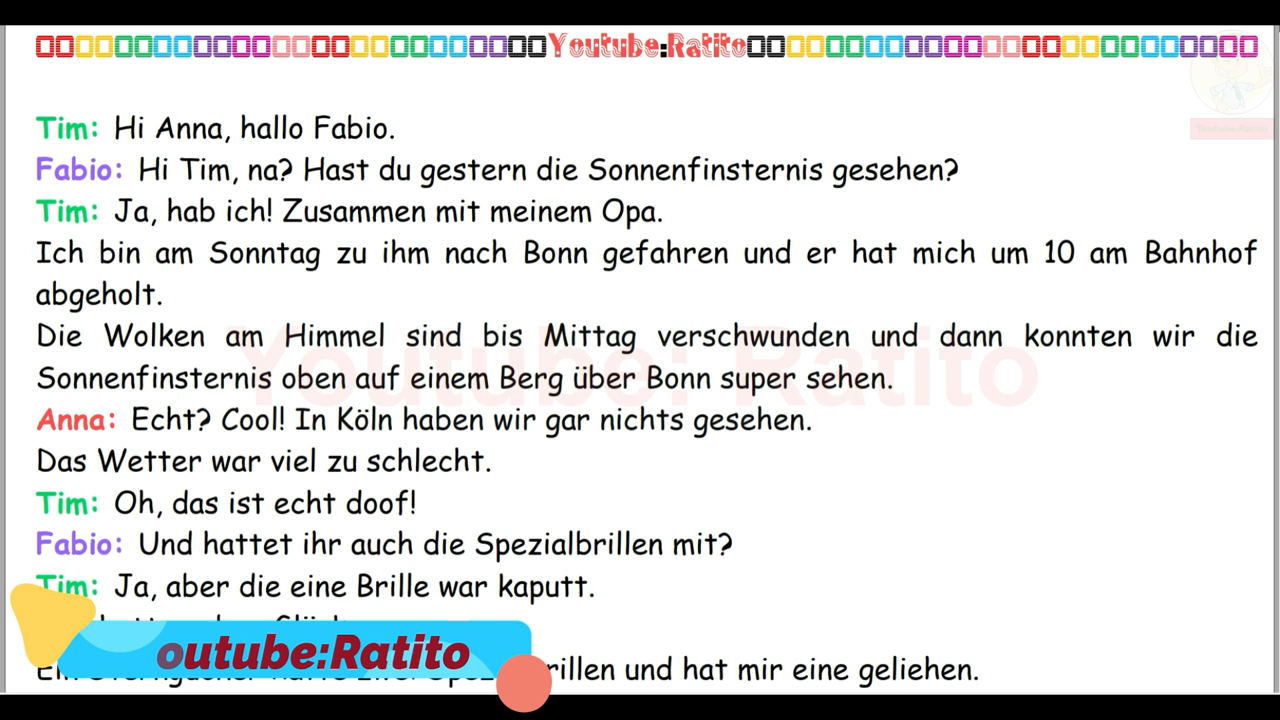 Youtube:Ratito
Youtube:Ratito
Tim: Hi Anna, hallo Fabio.
Fabio: Hi Tim, na? Hast du gestern die Sonnenfinsternis gesehen?
Tim: Ja, hab ich! Zusammen mit meinem Opa.
Ich bin am Sonntag zu ihm nach Bonn gefahren und er hat mich um 10 am Bahnhof
abgeholt.
Die Wolken am Himmel sind bis Mittag verschwunden und dann konnten wir die
Youtube: Ratito
Sonnenfinsternis oben auf einem Berg über Bonn super sehen.
Anna: Echt? Cool! In Köln haben wir gar nichts gesehen.
Das Wetter war viel zu schlecht.
Tim: Oh, das ist echt doof!
Fabio: Und hattet ihr auch die Spezialbrillen mit?
Tim: Ja, aber die eine Brille war kaputt.
outube:Ratito
und hat mir eine geliehen.